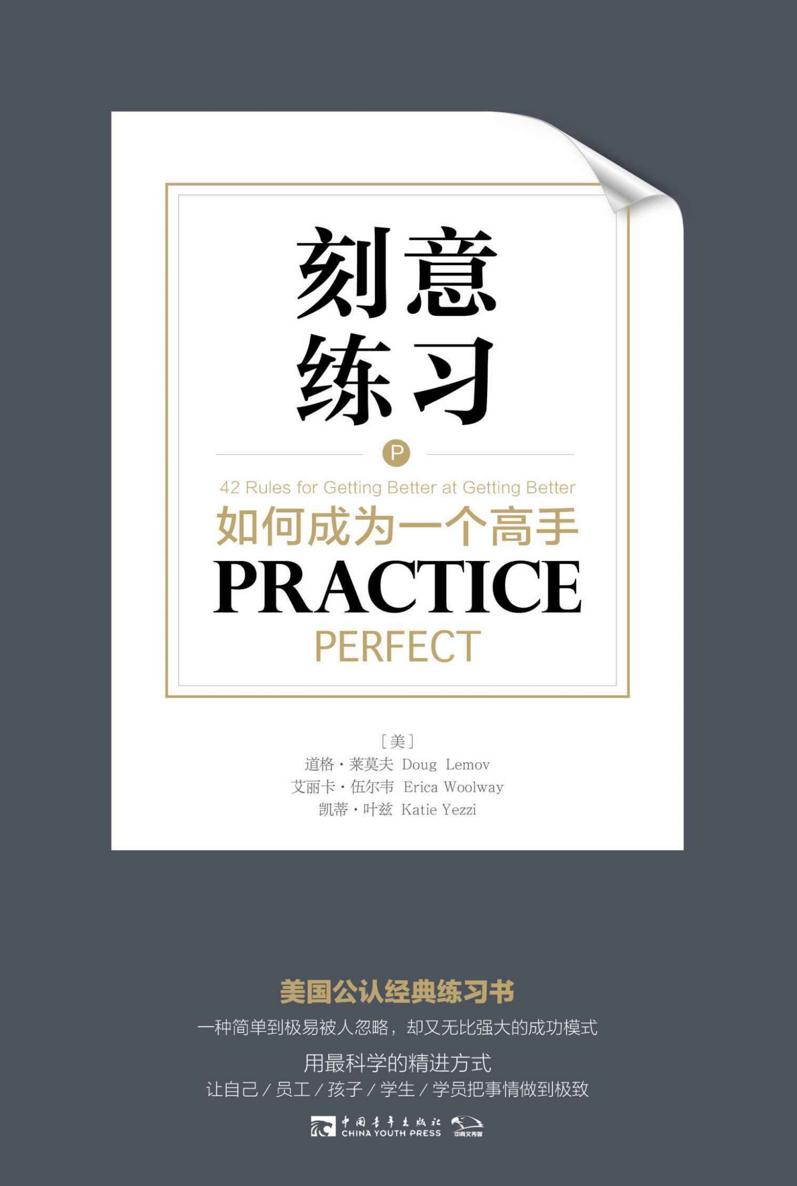 刻意
练习
P
42 Rules for Getting Better at Getting Better
如何成为一个高手
PRACTICE
PERFECT
[美]
道格·莱莫夫 Doug Lemov
艾丽卡·伍尔韦 Erica Woolway
凯蒂·叶兹 Katie Yezzi
美国公认经典练习书
一种简单到极易被人忽略，却又无比强大的成功模式
用最科学的精进方式
让自己/员工/孩子/学生/学员把事情做到极致
中国青年出版社
CHINA YOUTH PRESS
中青文传媒